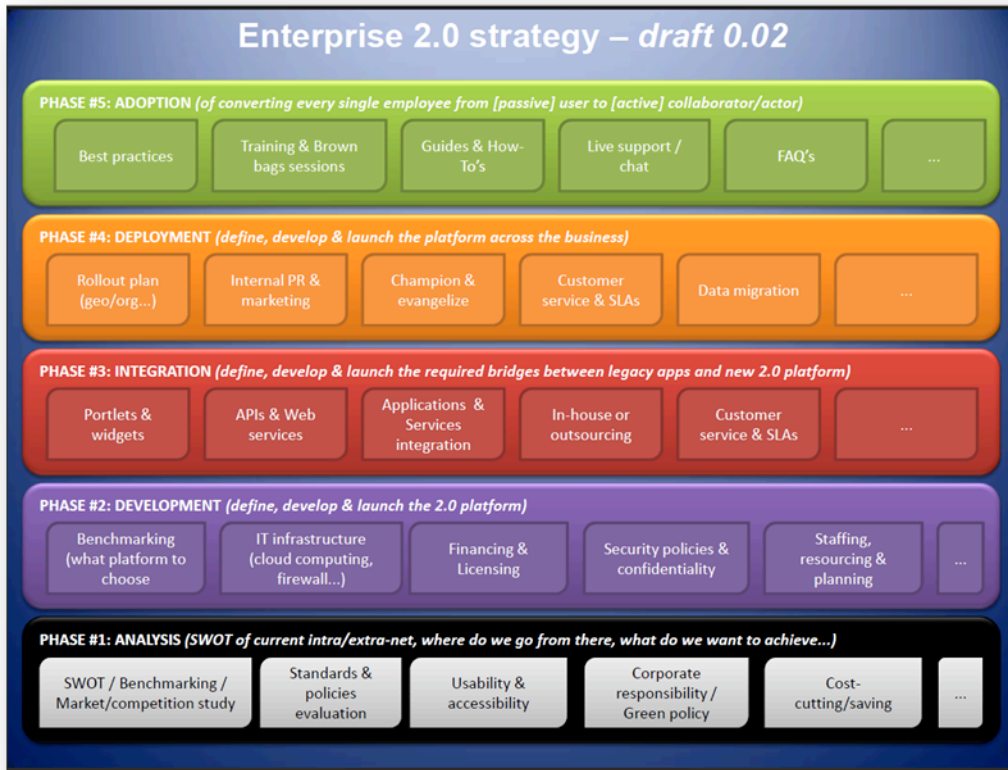 Enterprise 2.0 strategy – draft 0.02
PHASE #5: ADOPTION (of converting every single employee from [passive] user to [active] collaborator/actor)
Best practices
Training & Brown
bags sessions
Guides & How-
To's
Live support /
chat
FAQ's
...
PHASE #4: DEPLOYMENT (define, develop & launch the platform across the business)
Rollout plan
(geo/org...)
Internal PR &
marketing
Champion &
evangelize
Customer
service & SLAs
Data migration
...
PHASE #3: INTEGRATION (define, develop & launch the required bridges between legacy apps and new 2.0 platform)
Portlets &
widgets
APIs & Web
services
Applications &
Services
integration
In-house or
outsourcing
Customer
service & SLAs
...
PHASE #2: DEVELOPMENT (define, develop & launch the 2.0 platform)
Benchmarking
(what platform to
choose
IT infrastructure
(cloud computing,
firewall...)
Financing &
Licensing
Security policies &
confidentiality
Staffing,
resourcing &
planning
...
PHASE #1: ANALYSIS (SWOT of current intra/extra-net, where do we go from there, what do we want to achieve...)
SWOT / Benchmarking /
Market/competition study
Standards &
policies
evaluation
Usability &
accessibility
Corporate
responsibility /
Green policy
Cost-
cutting/saving
...